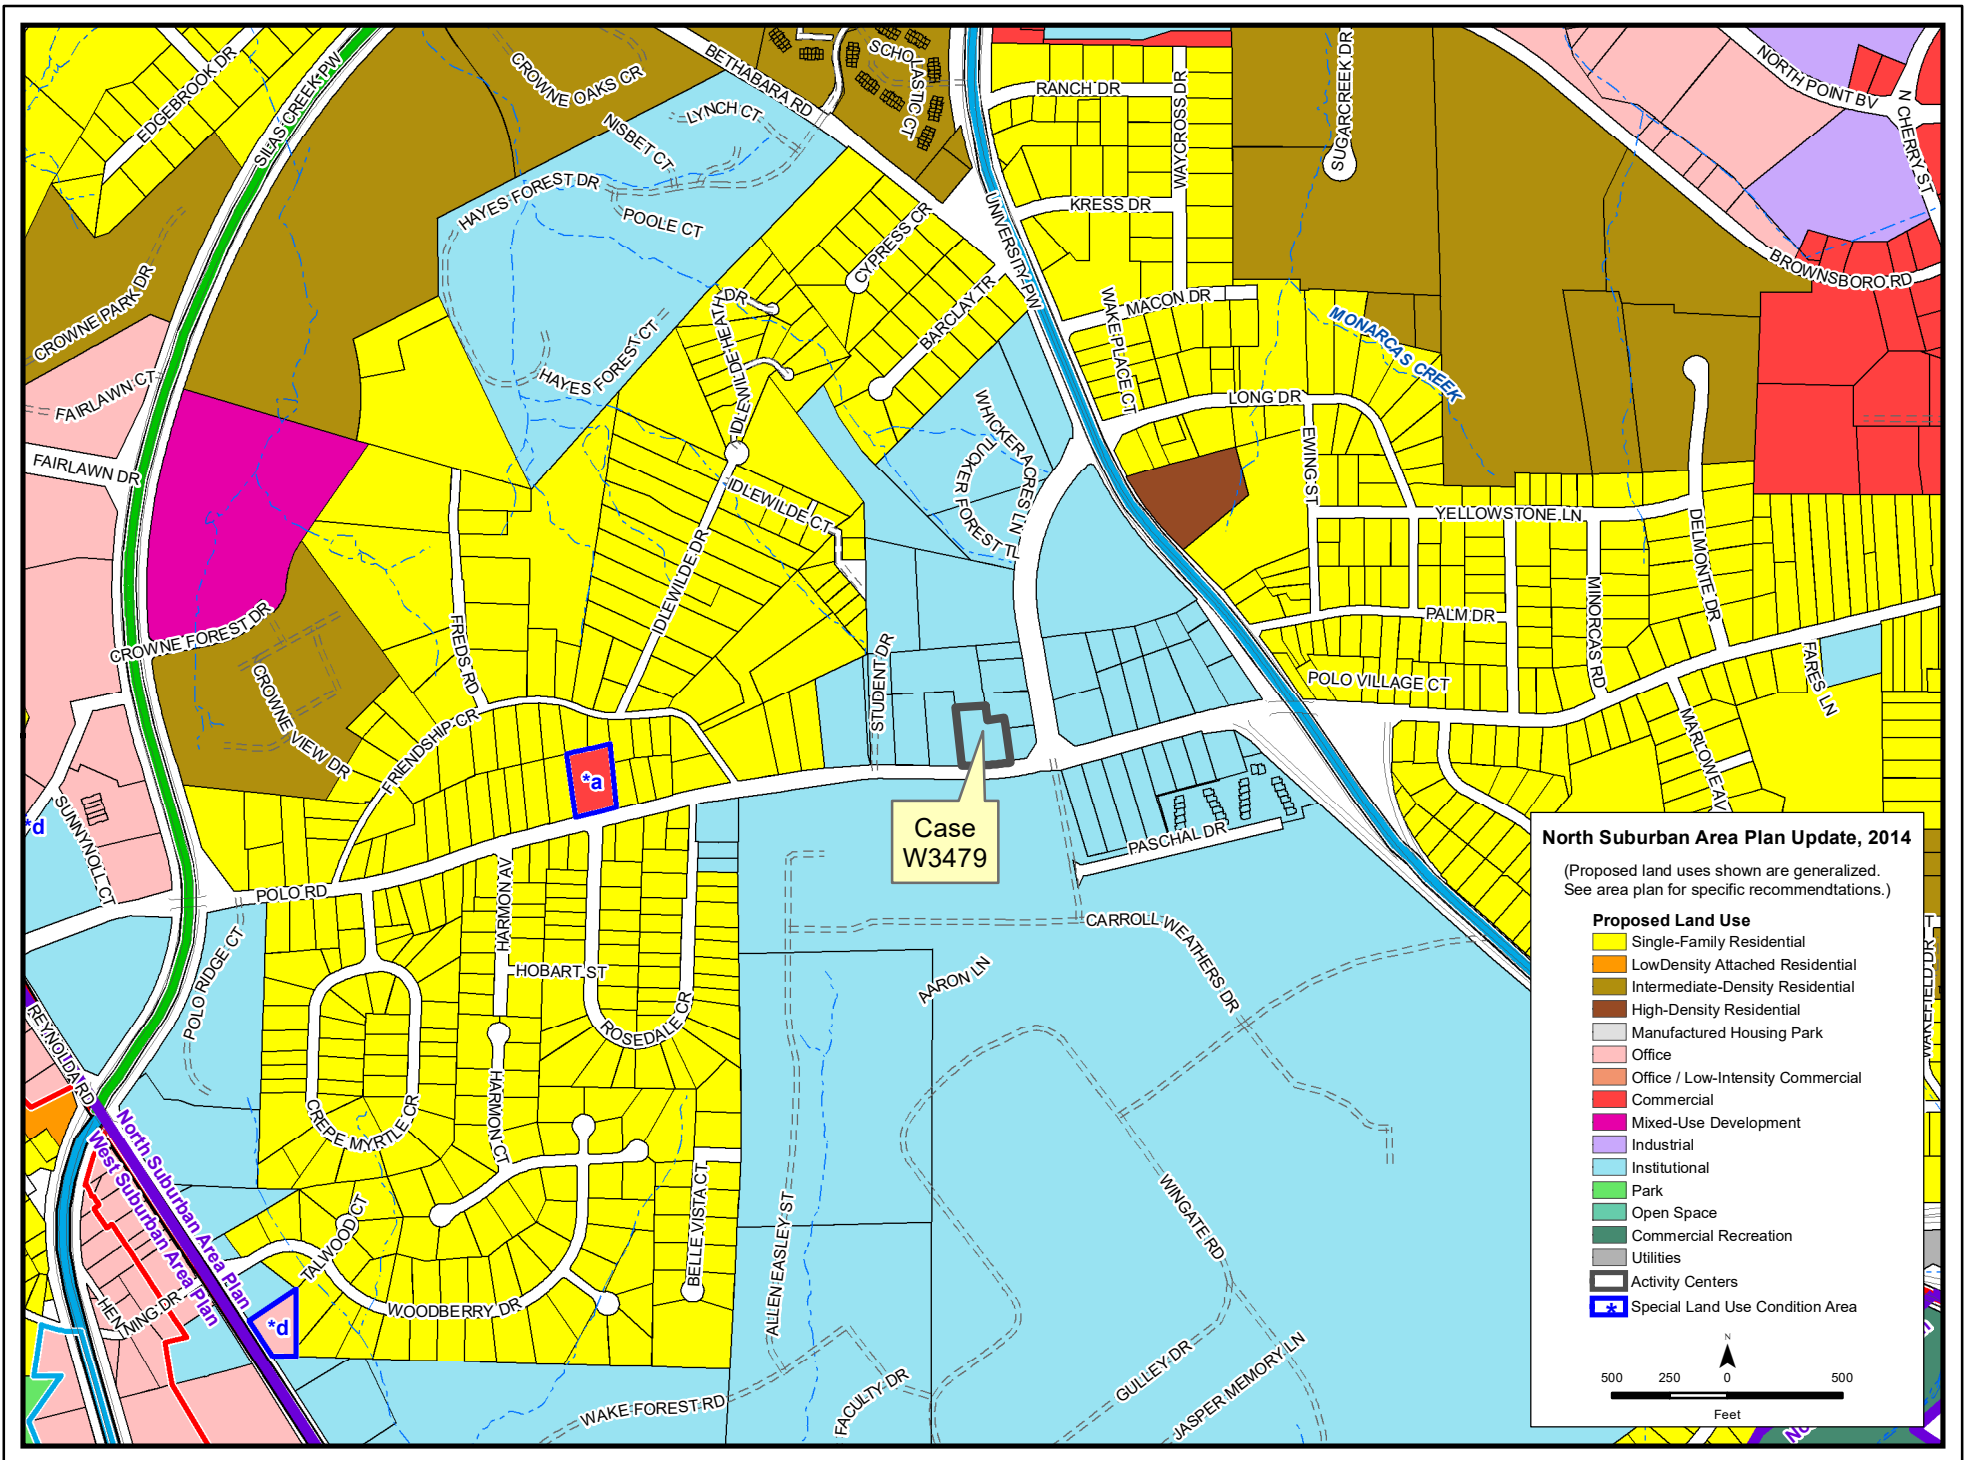 EDGEBROOK DR
SILAS CREEK PW
CROWNE OAKS CR
BETHABARA RD
SCHOLASTIC CT
LYNCH CT
NISBET CT
HAYES FOREST DR
POOLE CT
RANCH DR
WAYCROSS DR
SUGARCREEK DR
NORTH POINT BV
N CHERRY ST
KRESS DR
UNIVERSITY PW
CYPRESS CR
BARCLAY TR
MACON DR
WAKE PLACE CT
BROWNSBORO RD
MONARCAS CREEK
CROWNE PARK DR
FAIRLAWN CT
FAIRLAWN DR
HAYES FOREST CT
IDLEWILDE HEATH DR
WHICKER ACRES LN
TUCKER FOREST TL
LONG DR
EWING ST
YELLOWSTONE LN
DELMONTE DR
IDLEWILDE CT
IDLEWILDE DR
FREDS RD
CROWNE FOREST DR
CROWNE VIEW DR
FRIENDSHIP CR
STUDENT DR
PALM DR
MINORCAS RD
POLO VILLAGE CT
FARES LN
MARLOWE AV
*a
*d
SUNNYNOLL CT
Case
W3479
PASCHAL DR
POLO RD
HARMON AV
HOBART ST
ROSEDALE CR
POLO RIDGE CT
CARROLL WEATHERS DR
AARON LN
REYNOLDA RD
CREPE MYRTLE CR
HARMON CT
North Suburban Area Plan
West Suburban Area Plan
TALWOOD CT
BELLE VISTA CT
ALLEN EASLEY ST
WINGATE RD
HENNING DR
*d
WOODBERRY DR
WAKE FOREST RD
FACULTY DR
GULLEY DR
JASPER MEMORY LN
WAKEFIELD DR
North Suburban Area Plan Update, 2014
(Proposed land uses shown are generalized.
See area plan for specific recommendtations.)
Proposed Land Use
Single-Family Residential
LowDensity Attached Residential
Intermediate-Density Residential
High-Density Residential
Manufactured Housing Park
Office
Office / Low-Intensity Commercial
Commercial
Mixed-Use Development
Industrial
Institutional
Park
Open Space
Commercial Recreation
Utilities
Activity Centers
* Special Land Use Condition Area
N
500 250 0 500
Feet